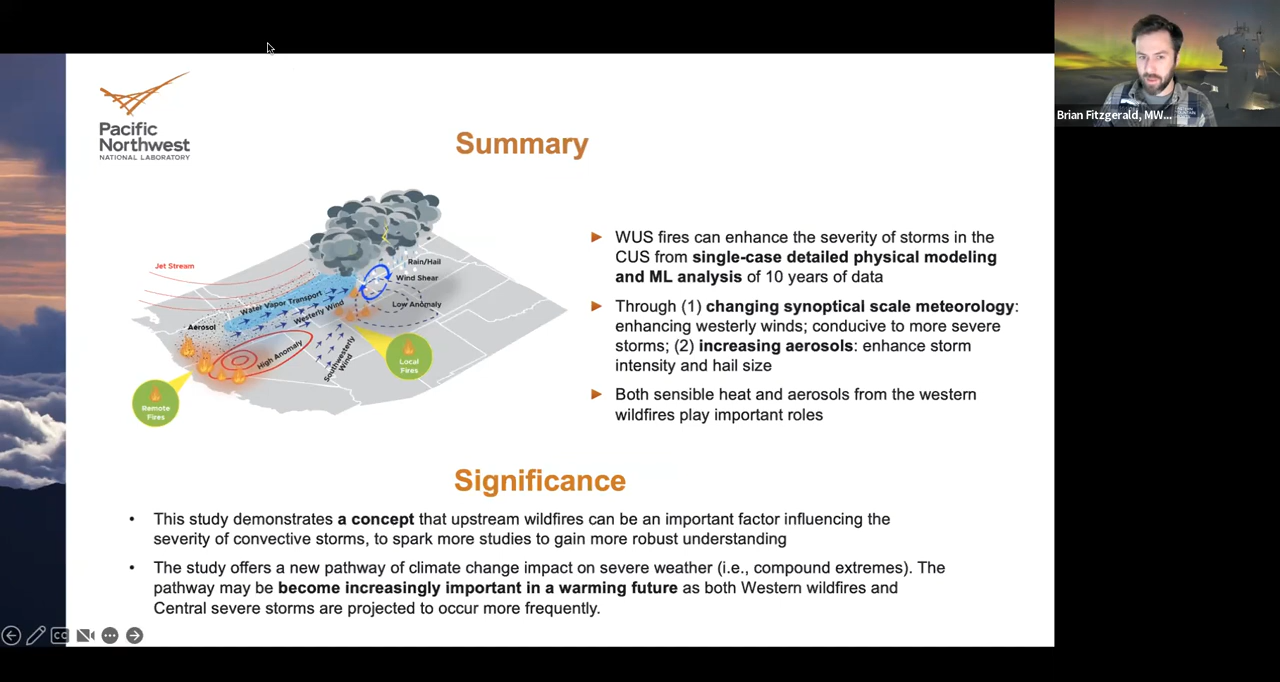 Pacific
Northwest
NATIONAL LABORATORY
Summary
Jet Stream
Aerosol
Water Vapor Transport
Westerly Wind
High Anomaly
Southwesterly
Wind
Rain/Hail
Wind Shear
Low Anomaly
Remote
Fires
Local
Fires
WUS fires can enhance the severity of storms in the
CUS from single-case detailed physical modeling
and ML analysis of 10 years of data
Through (1) changing synoptical scale meteorology:
enhancing westerly winds; conducive to more severe
storms; (2) increasing aerosols: enhance storm
intensity and hail size
Both sensible heat and aerosols from the western
wildfires play important roles
Significance
• This study demonstrates a concept that upstream wildfires can be an important factor influencing the
severity of convective storms, to spark more studies to gain more robust understanding
• The study offers a new pathway of climate change impact on severe weather (i.e., compound extremes). The
pathway may be become increasingly important in a warming future as both Western wildfires and
Central severe storms are projected to occur more frequently.
CC
Brian Fitzgerald, MW...